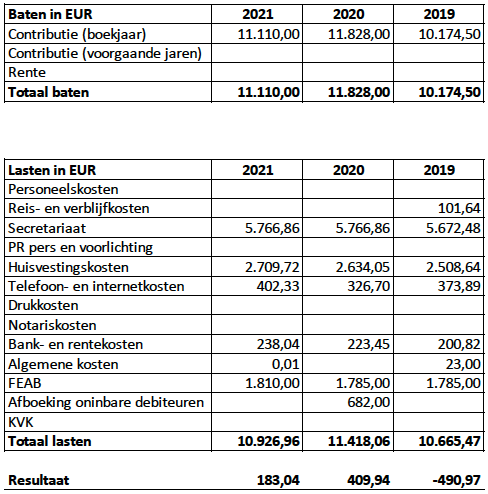 Baten in EUR 2021 2020 2019
Contributie (boekjaar) 11.110,00 11.828,00 10.174,50
Contributie (voorgaande jaren)
Rente
Totaal baten 11.110,00 11.828,00 10.174,50
Lasten in EUR 2021 2020 2019
Personeelskosten
Reis- en verblijfkosten 101,64
Secretariaat 5.766,86 5.766,86 5.672,48
PR pers en voorlichting
Huisvestingskosten 2.709,72 2.634,05 2.508,64
Telefoon- en internetkosten 402,33 326,70 373,89
Drukkosten
Notariskosten
Bank- en rentekosten 238,04 223,45 200,82
Algemene kosten 0,01 23,00
FEAB 1.810,00 1.785,00 1.785,00
Afboeking oninbare debiteuren 682,00
KVK
Totaal lasten 10.926,96 11.418,06 10.665,47
Resultaat 183,04 409,94 -490,97